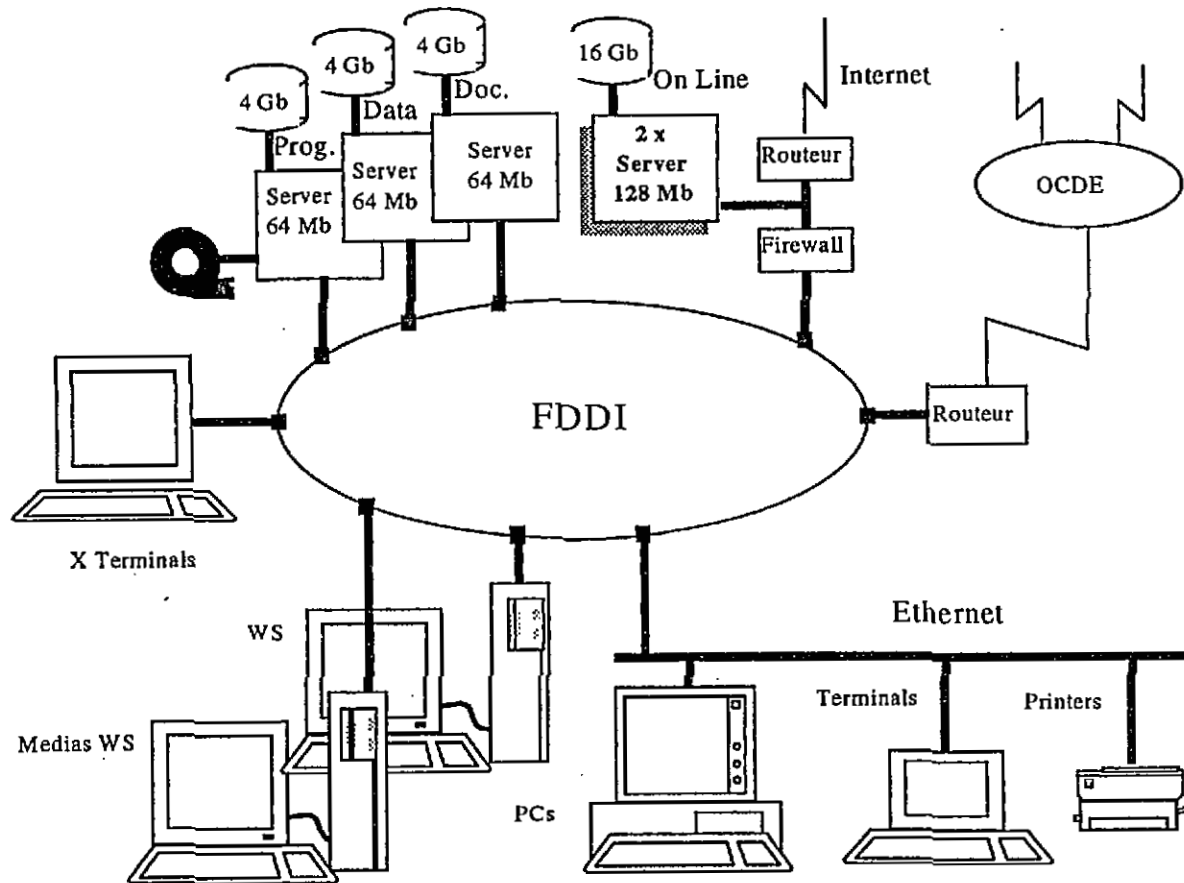 4 Gb
4 Gb
4 Gb
16 Gb
On Line
Internet
Doc.
Data
Prog.
Server
64 Mb
Server
64 Mb
Server
64 Mb
2 x
Server
128 Mb
Routeur
Firewall
OCDE
FDDI
Routeur
X Terminals
WS
Medias WS
PCs
Ethernet
Terminals
Printers